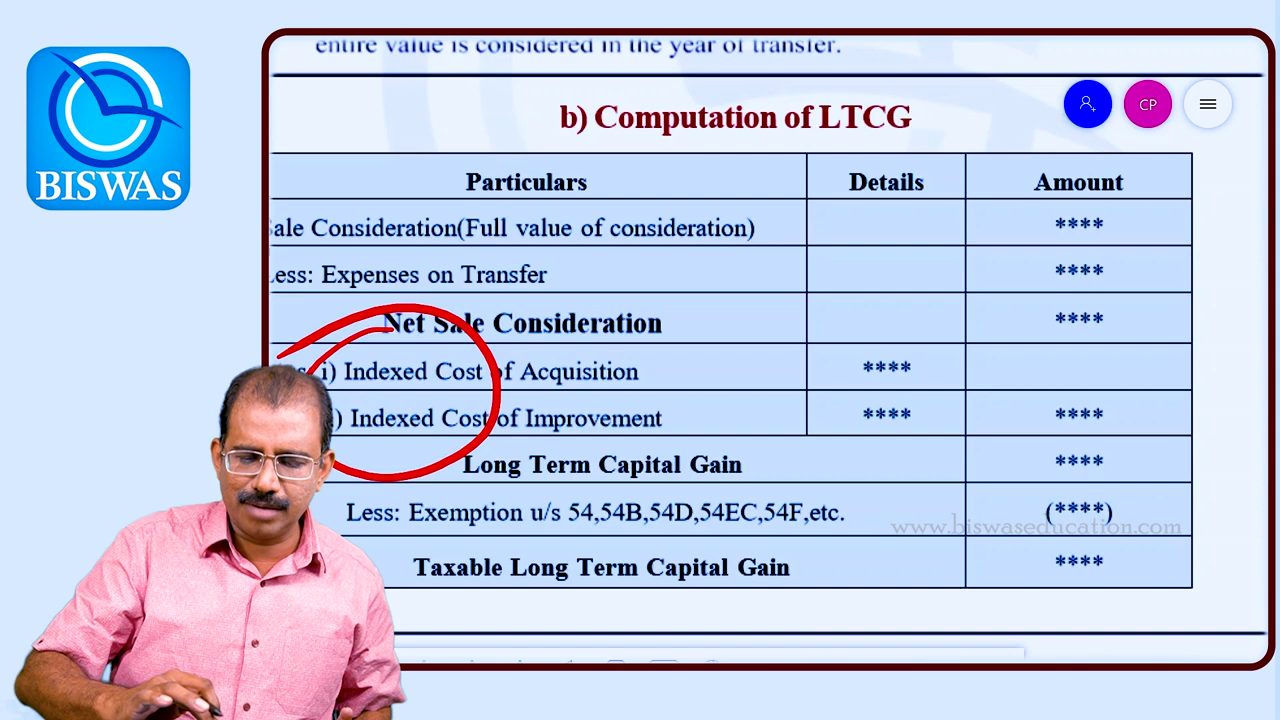 BISWAS
entire value is considered in the year of transfer.
CP
b) Computation of LTCG
Particulars Details Amount
ale Consideration(Full value of consideration) ****
ess: Expenses on Transfer ****
Net Sale Consideration ****
i) Indexed Cost of Acquisition ****
) Indexed Cost of Improvement **** ****
Long Term Capital Gain ****
Less: Exemption u/s 54,54B,54D,54EC,54F,etc. (****)
www.biswaseducation.com
Taxable Long Term Capital Gain ****